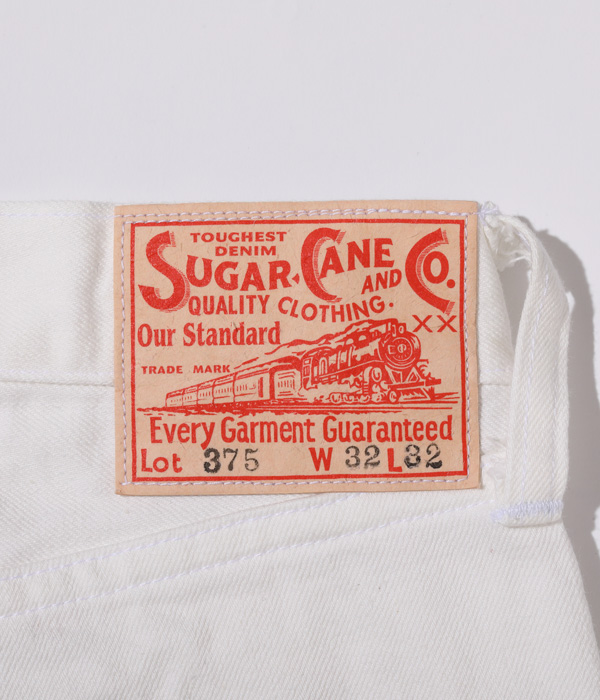 TOUGHEST
DENIM
SUGAR CANE AND CO.
QUALITY CLOTHING.
XX
Our Standard
TRADE MARK
Every Garment Guaranteed
Lot 375 W 32 L 32